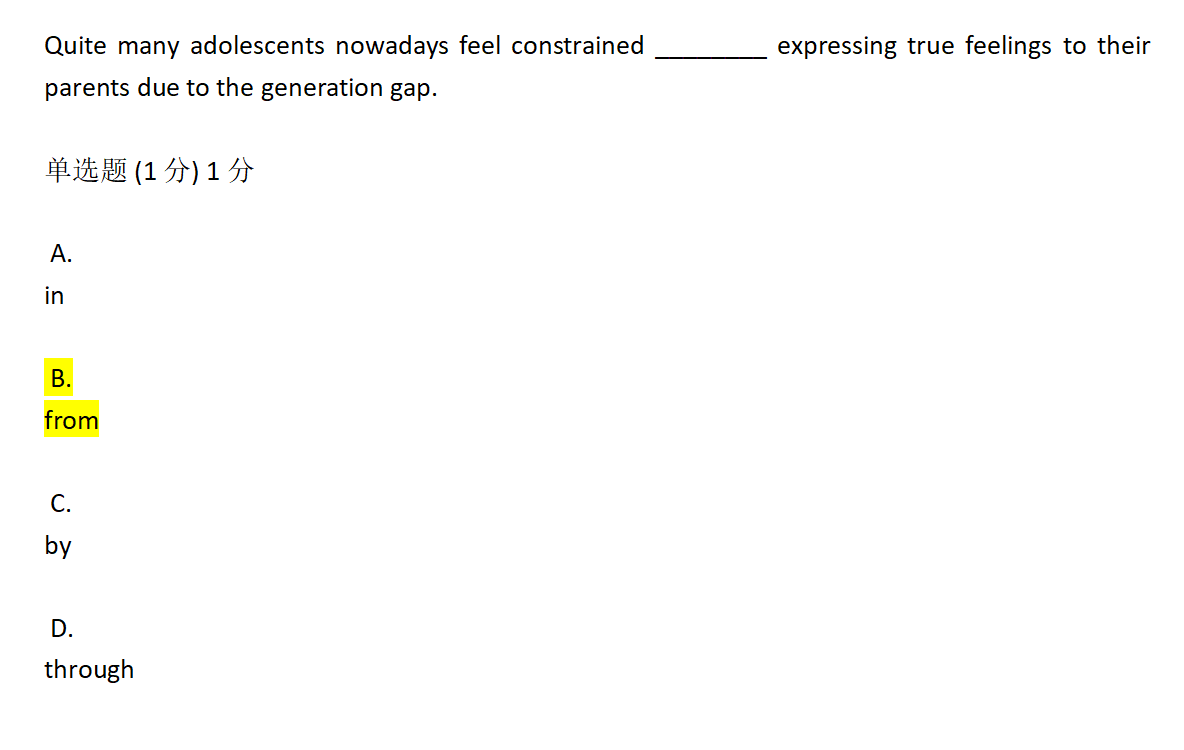 Quite many adolescents nowadays feel constrained ________ expressing true feelings to their
parents due to the generation gap.
单选题 (1 分) 1 分
A.
in
B.
from
C.
by
D.
through